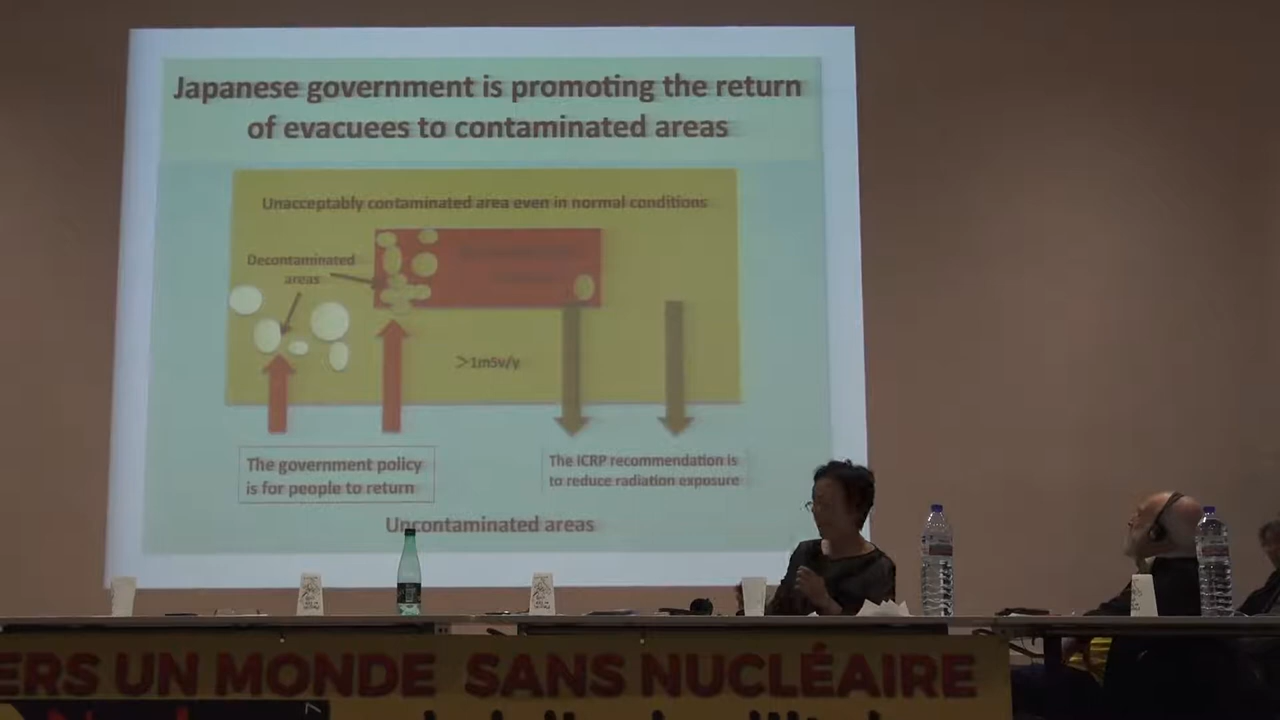 Japanese government is promoting the return
of evacuees to contaminated areas
Unacceptably contaminated area even in normal conditions
Decontaminated
areas
>1mSv/y
The government policy
is for people to return
The ICRP recommendation is
to reduce radiation exposure
Uncontaminated areas
ERS UN MONDE SANS NUCLÉAIRE